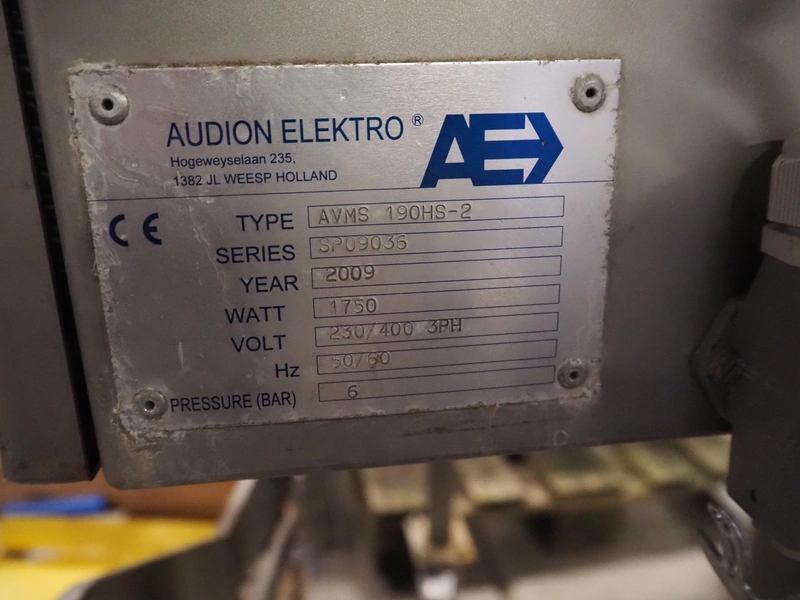 AUDION ELEKTRO ®
AE
Hogeweyselaan 235,
1382 JL WEESP HOLLAND
CE
TYPE AVMS 190HS-2
SERIES SP09036
YEAR 2009
WATT 1750
VOLT 230/400 3PH
Hz 50/60
PRESSURE (BAR) 6